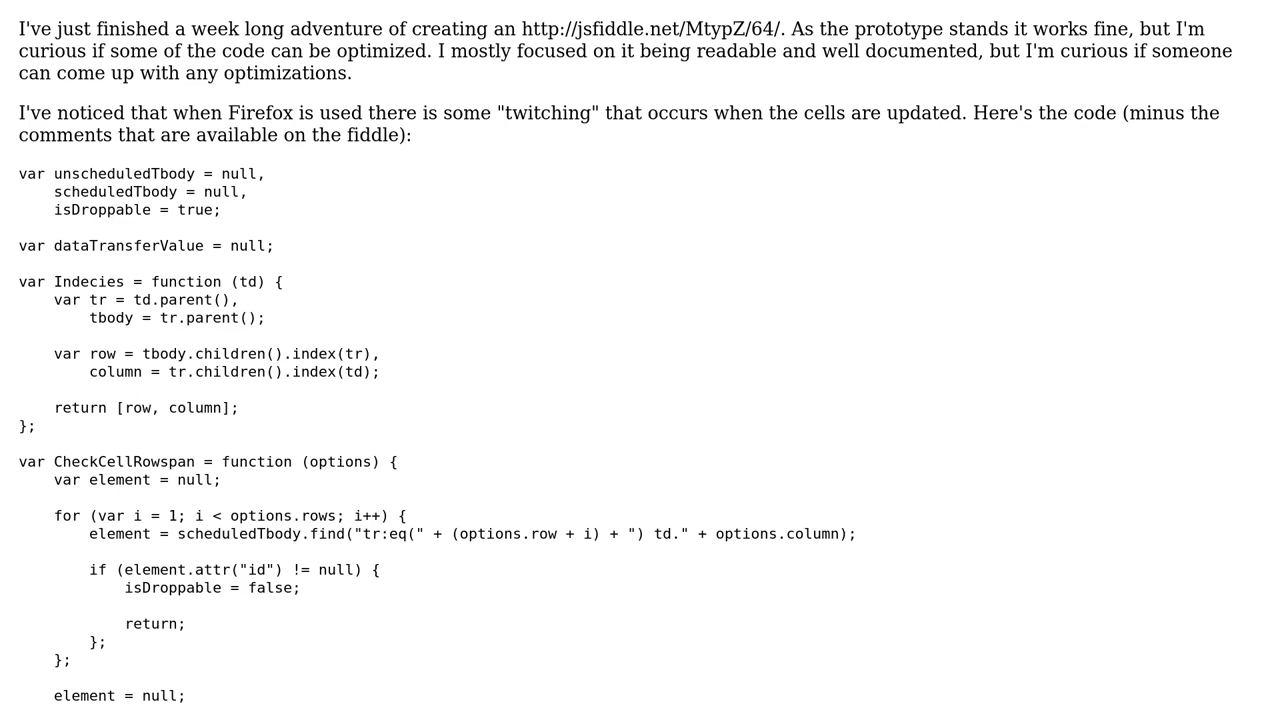 I've just finished a week long adventure of creating an http://jsfiddle.net/MtypZ/64/. As the prototype stands it works fine, but I'm
curious if some of the code can be optimized. I mostly focused on it being readable and well documented, but I'm curious if someone
can come up with any optimizations.
I've noticed that when Firefox is used there is some "twitching" that occurs when the cells are updated. Here's the code (minus the
comments that are available on the fiddle):
var unscheduledTbody = null,
    scheduledTbody = null,
    isDroppable = true;
var dataTransferValue = null;
var Indecies = function (td) {
    var tr = td.parent(),
        tbody = tr.parent();
    var row = tbody.children().index(tr),
        column = tr.children().index(td);
    return [row, column];
};
var CheckCellRowspan = function (options) {
    var element = null;
    for (var i = 1; i < options.rows; i++) {
        element = scheduledTbody.find("tr:eq(" + (options.row + i) + ") td." + options.column);
        if (element.attr("id") != null) {
            isDroppable = false;
            return;
        };
    };
    element = null;